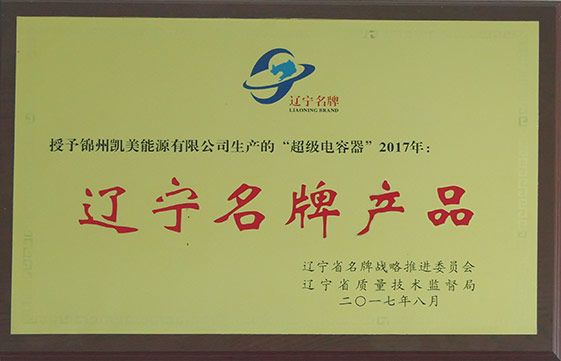 辽宁名牌
LIAONING BRAND
授予锦州凯美能源有限公司生产的“超级电容器”2017年：
辽宁名牌产品
辽宁省名牌战略推进委员会
辽宁省质量技术监督局
二〇一七年八月